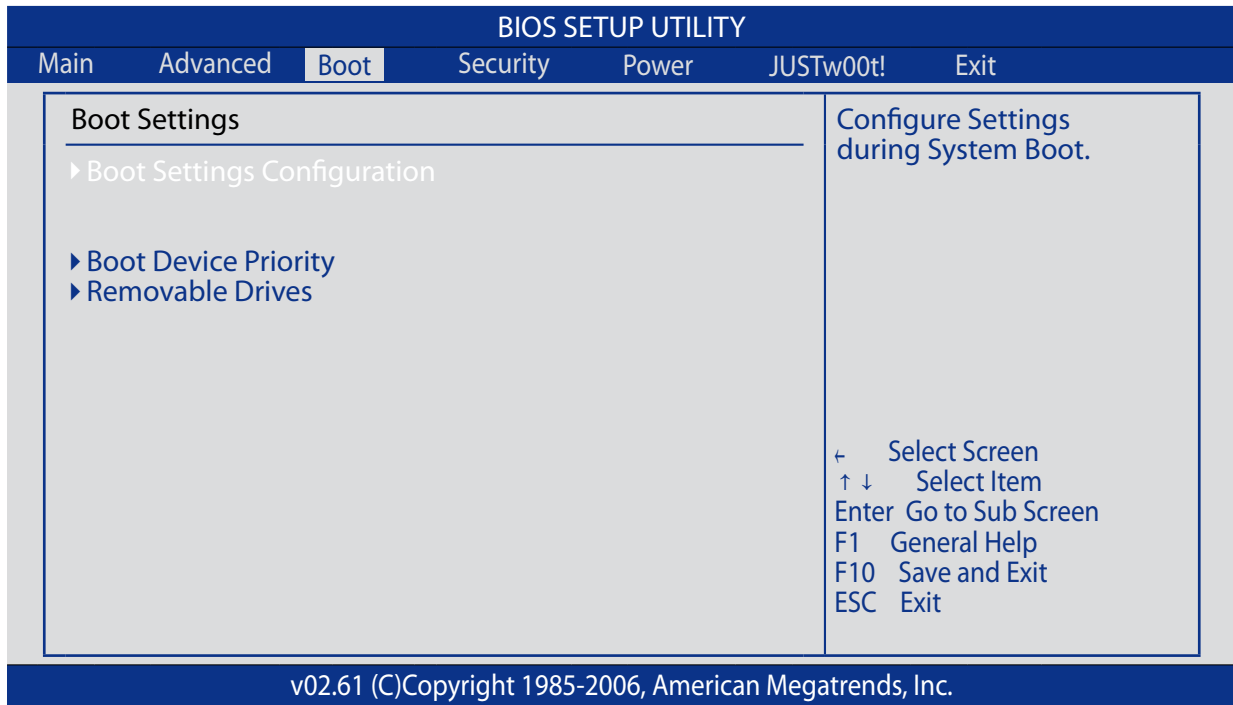 BIOS SETUP UTILITY
Main Advanced Boot Security Power JUSTw00t! Exit
Boot Settings
Boot Settings Configuration
Boot Device Priority
Removable Drives
Configure Settings
during System Boot.
← Select Screen
↑ ↓ Select Item
Enter Go to Sub Screen
F1 General Help
F10 Save and Exit
ESC Exit
v02.61 (C)Copyright 1985-2006, American Megatrends, Inc.